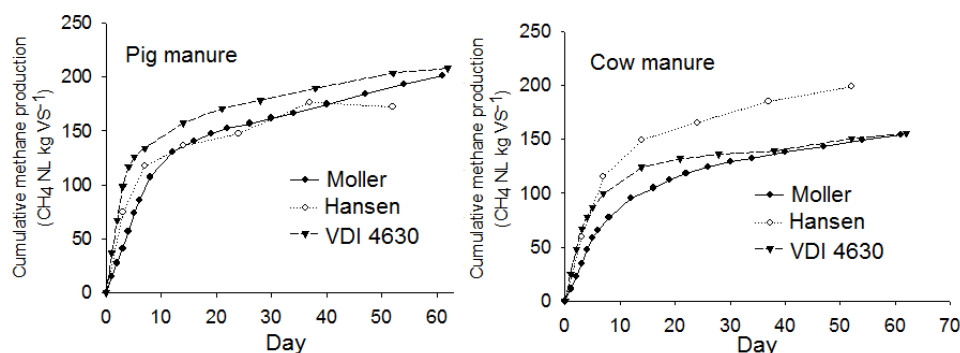 Pig manure
Cumulative methane production
(CH4 NL kg VS⁻¹)
250
200
150
100
50
0
Moller
Hansen
VDI 4630
0 10 20 30 40 50 60
Day
Cow manure
Cumulative methane production
(CH4 NL kg VS⁻¹)
250
200
150
100
50
0
Moller
Hansen
VDI 4630
0 10 20 30 40 50 60 70
Day